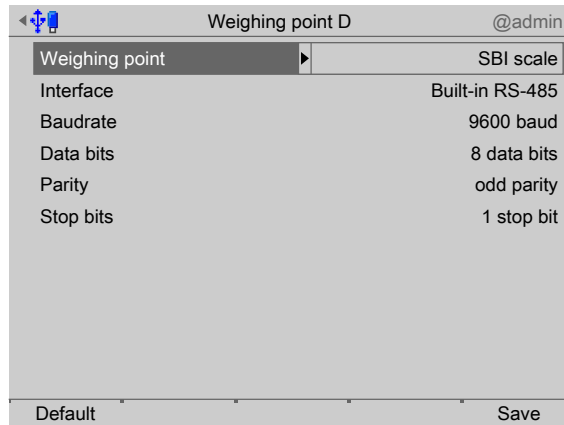 Weighing point D @admin
Weighing point SBI scale
Interface Built-in RS-485
Baudrate 9600 baud
Data bits 8 data bits
Parity odd parity
Stop bits 1 stop bit
Default Save